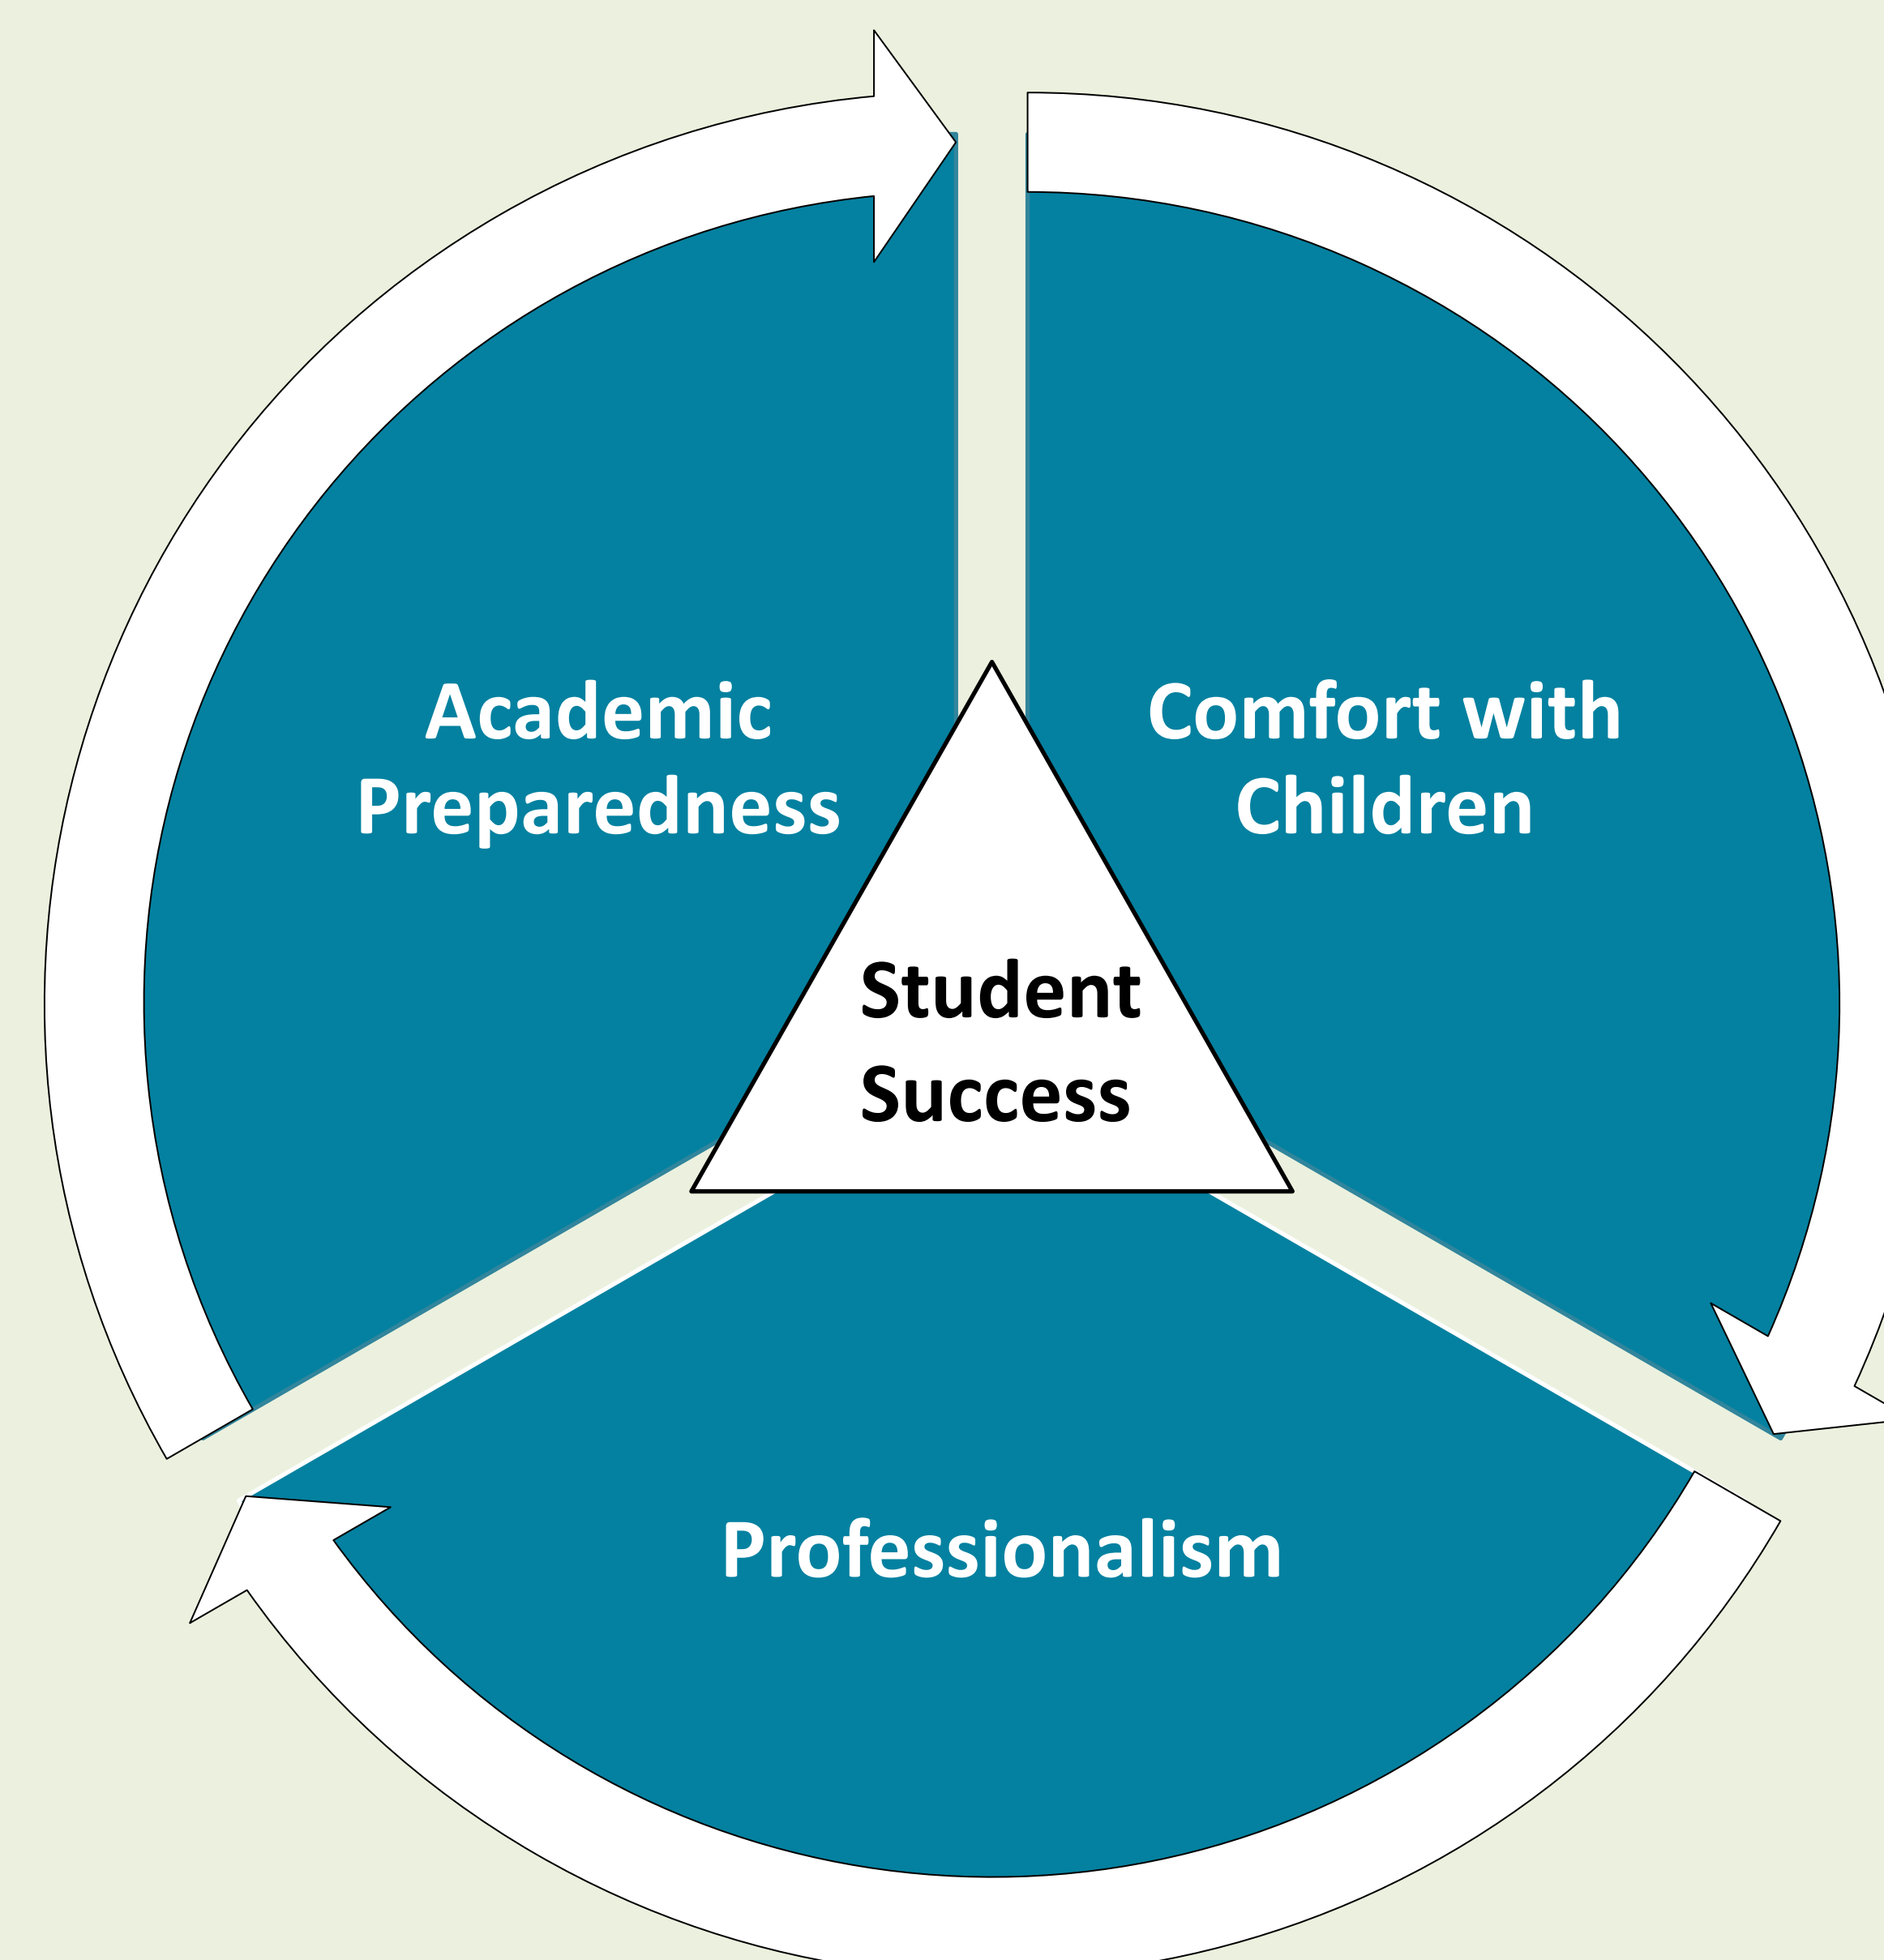 Academic
Preparedness
Comfort with
Children
Student
Success
Professionalism